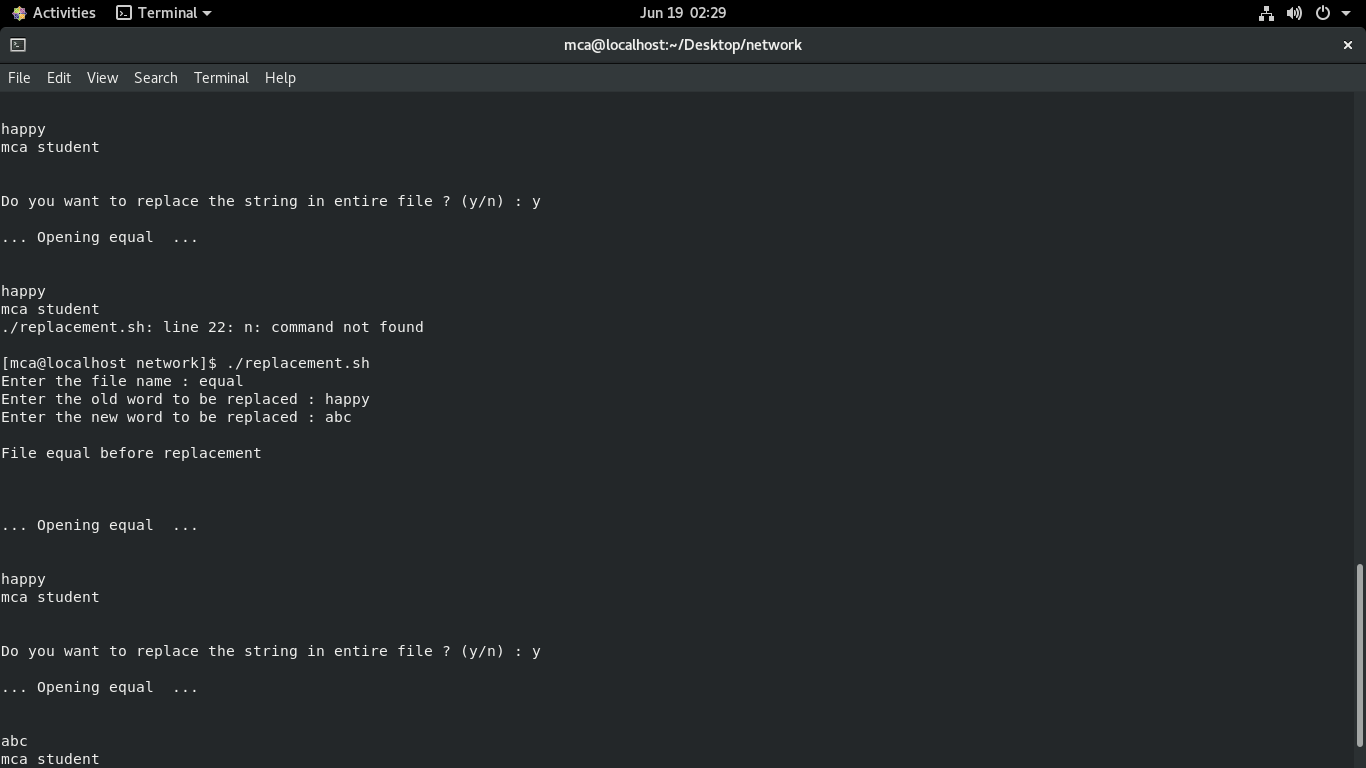 Activities Terminal Jun 19 02:29
mca@localhost:~/Desktop/network ×
File Edit View Search Terminal Help
happy
mca student
Do you want to replace the string in entire file ? (y/n) : y
... Opening equal  ...
happy
mca student
./replacement.sh: line 22: n: command not found
[mca@localhost network]$ ./replacement.sh
Enter the file name : equal
Enter the old word to be replaced : happy
Enter the new word to be replaced : abc
File equal before replacement
... Opening equal  ...
happy
mca student
Do you want to replace the string in entire file ? (y/n) : y
... Opening equal  ...
abc
mca student